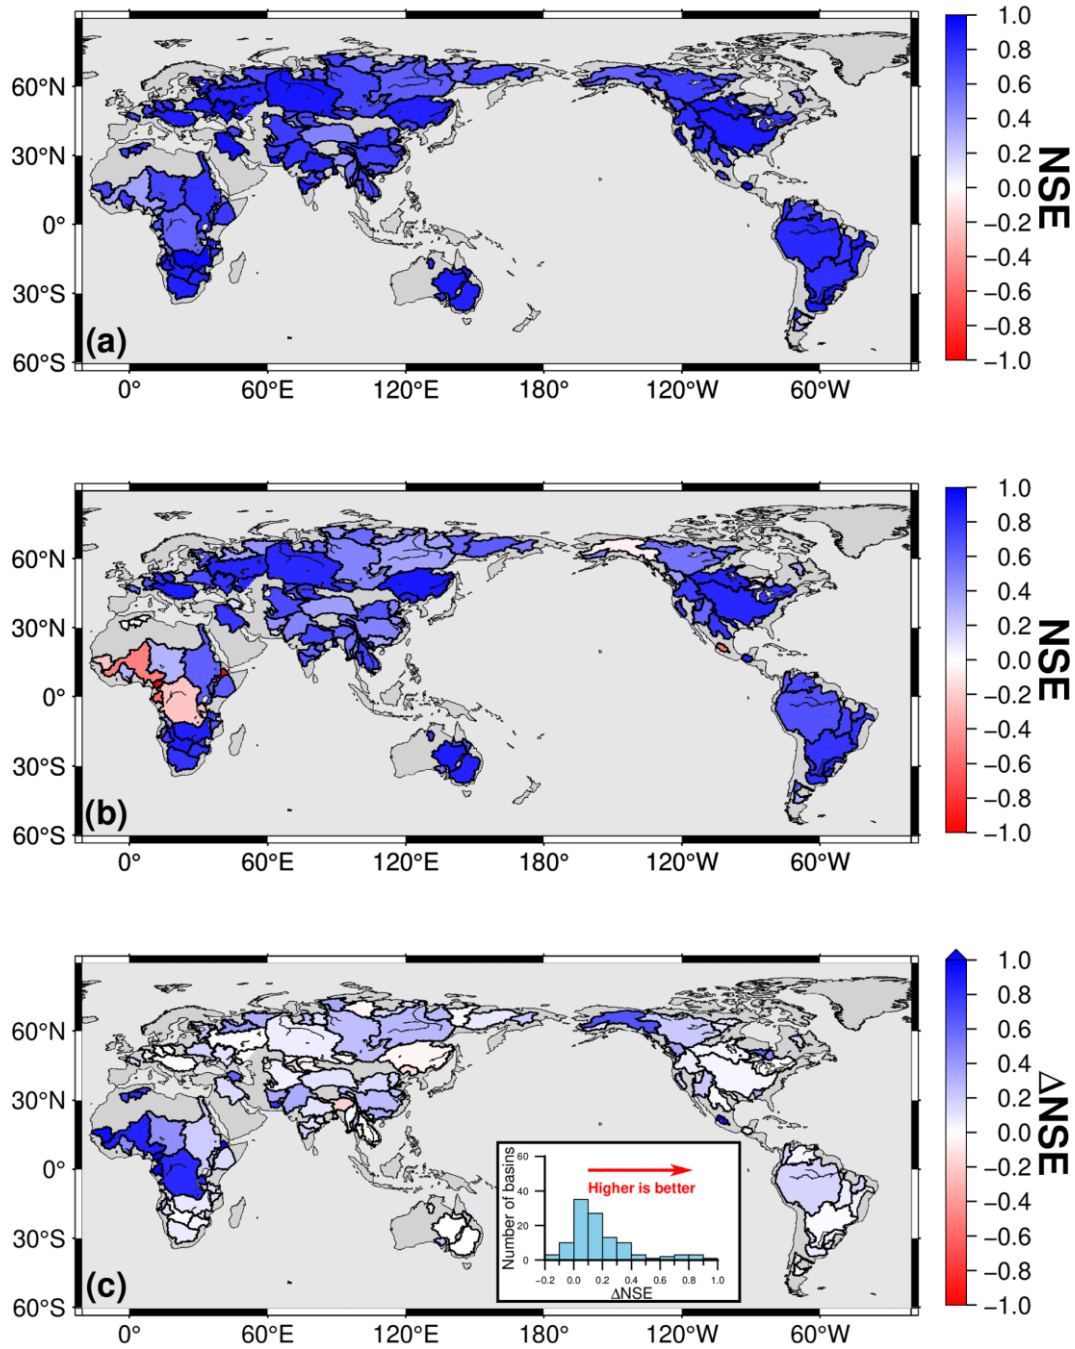 60°N
30°N
0°
30°S
60°S
(a)
0°
60°E
120°E
180°
120°W
60°W
1.0
0.8
0.6
0.4
0.2
0.0
−0.2
−0.4
−0.6
−0.8
−1.0
NSE
60°N
30°N
0°
30°S
60°S
(b)
0°
60°E
120°E
180°
120°W
60°W
1.0
0.8
0.6
0.4
0.2
0.0
−0.2
−0.4
−0.6
−0.8
−1.0
NSE
60°N
30°N
0°
30°S
60°S
(c)
Number of basins
60
40
20
0
Higher is better
−0.2
0.0
0.2
0.4
0.6
0.8
1.0
ΔNSE
0°
60°E
120°E
180°
120°W
60°W
1.0
0.8
0.6
0.4
0.2
0.0
−0.2
−0.4
−0.6
−0.8
−1.0
ΔNSE